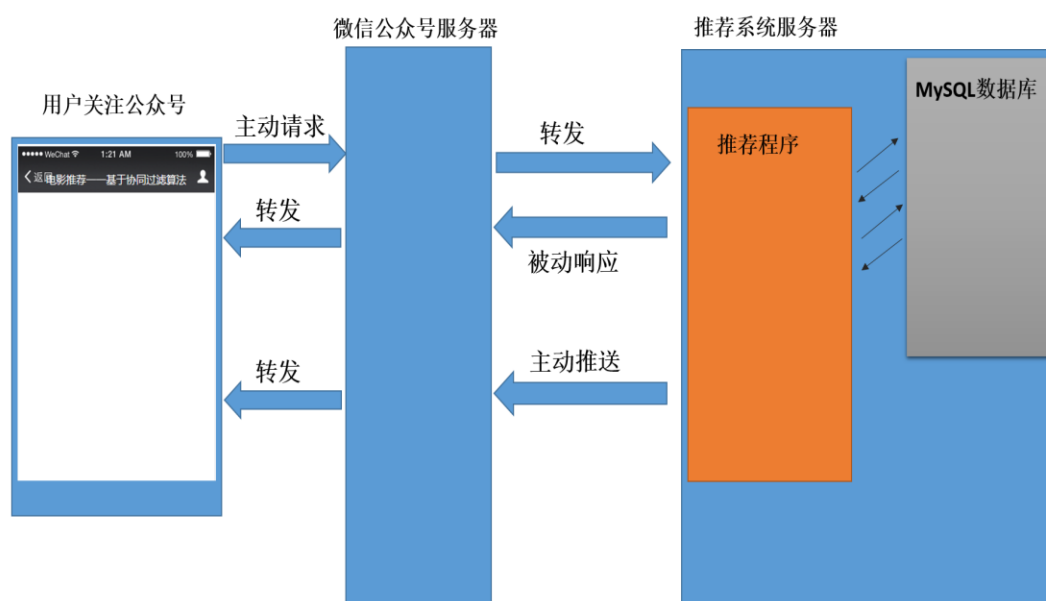 微信公众号服务器
推荐系统服务器
用户关注公众号
MySQL数据库
主动请求
转发
推荐程序
WeChat 1:21 AM 100%
返回 电影推荐——基于协同过滤算法
转发
被动响应
主动推送
转发